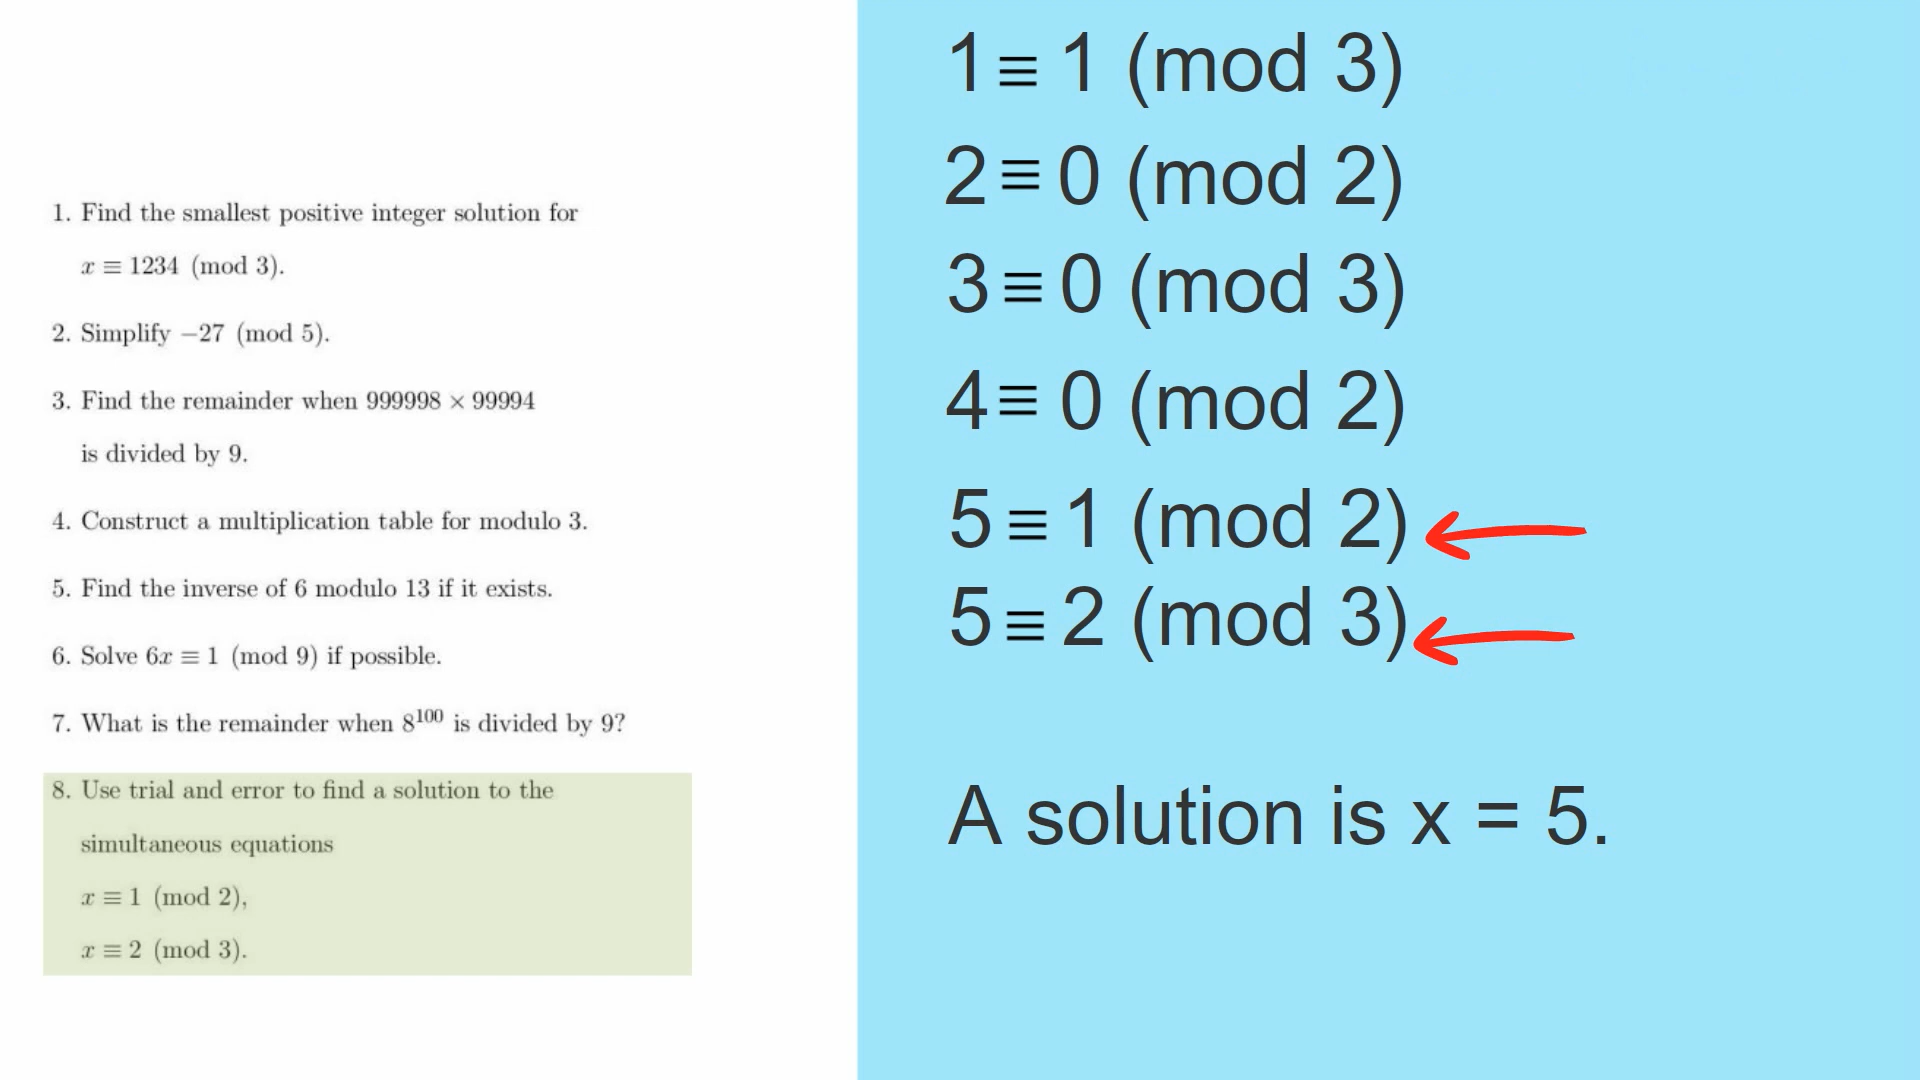 1. Find the smallest positive integer solution for
x ≡ 1234 (mod 3).
2. Simplify −27 (mod 5).
3. Find the remainder when 999998 × 99994
is divided by 9.
4. Construct a multiplication table for modulo 3.
5. Find the inverse of 6 modulo 13 if it exists.
6. Solve 6x ≡ 1 (mod 9) if possible.
7. What is the remainder when 8¹⁰⁰ is divided by 9?
8. Use trial and error to find a solution to the
simultaneous equations
x ≡ 1 (mod 2),
x ≡ 2 (mod 3).
1 ≡ 1 (mod 3)
2 ≡ 0 (mod 2)
3 ≡ 0 (mod 3)
4 ≡ 0 (mod 2)
5 ≡ 1 (mod 2)
5 ≡ 2 (mod 3)
A solution is x = 5.